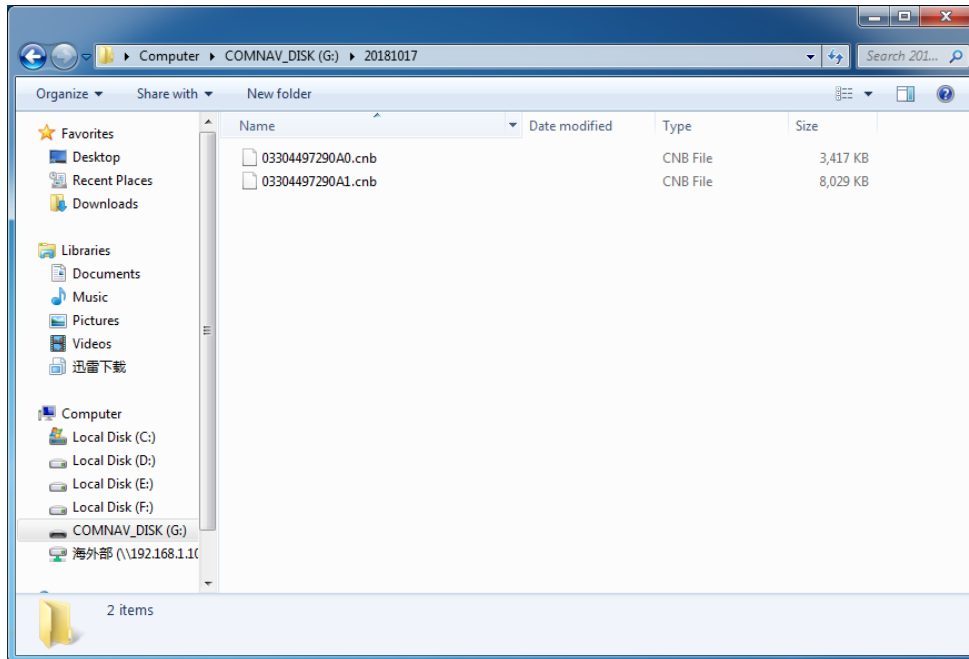 Computer COMNAV_DISK (G:) 20181017
Search 201...
Organize Share with New folder
Favorites
Desktop
Recent Places
Downloads
Libraries
Documents
Music
Pictures
Videos
迅雷下载
Computer
Local Disk (C:)
Local Disk (D:)
Local Disk (E:)
Local Disk (F:)
COMNAV_DISK (G:)
海外部 (\\192.168.1.10
Name Date modified Type Size
03304497290A0.cnb CNB File 3,417 KB
03304497290A1.cnb CNB File 8,029 KB
2 items